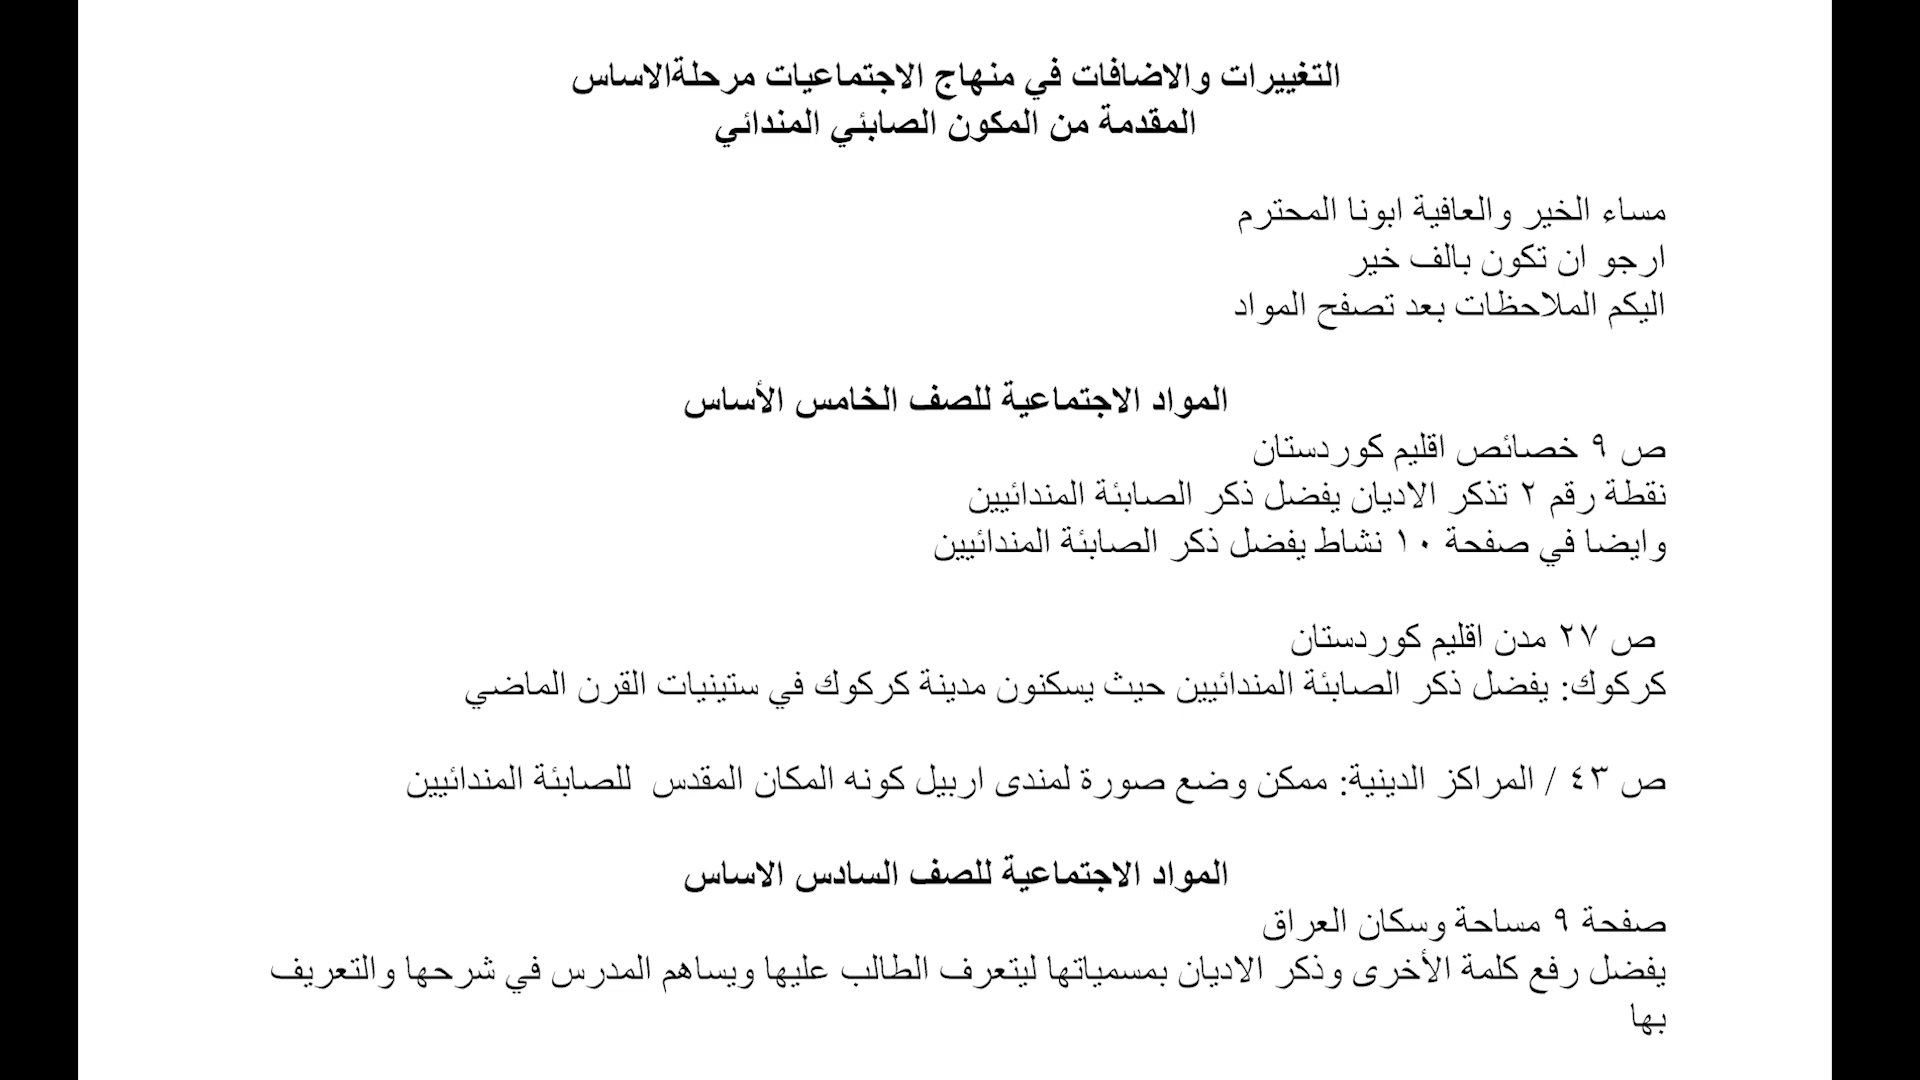 التغييرات والاضافات في منهاج الاجتماعيات مرحلةالاساس
المقدمة من المكون الصابئي المندائي
مساء الخير والعافية ابونا المحترم
ارجو ان تكون بالف خير
اليكم الملاحظات بعد تصفح المواد
المواد الاجتماعية للصف الخامس الأساس
ص ٩ خصائص اقليم كوردستان
نقطة رقم ٢ تذكر الاديان يفضل ذكر الصابئة المندائيين
وايضا في صفحة ١٠ نشاط يفضل ذكر الصابئة المندائيين
ص ٢٧ مدن اقليم كوردستان
كركوك: يفضل ذكر الصابئة المندائيين حيث يسكنون مدينة كركوك في ستينيات القرن الماضي
ص ٤٣ / المراكز الدينية: ممكن وضع صورة لمندى اربيل كونه المكان المقدس للصابئة المندائيين
المواد الاجتماعية للصف السادس الاساس
صفحة ٩ مساحة وسكان العراق
يفضل رفع كلمة الأخرى وذكر الاديان بمسمياتها ليتعرف الطالب عليها ويساهم المدرس في شرحها والتعريف
بها